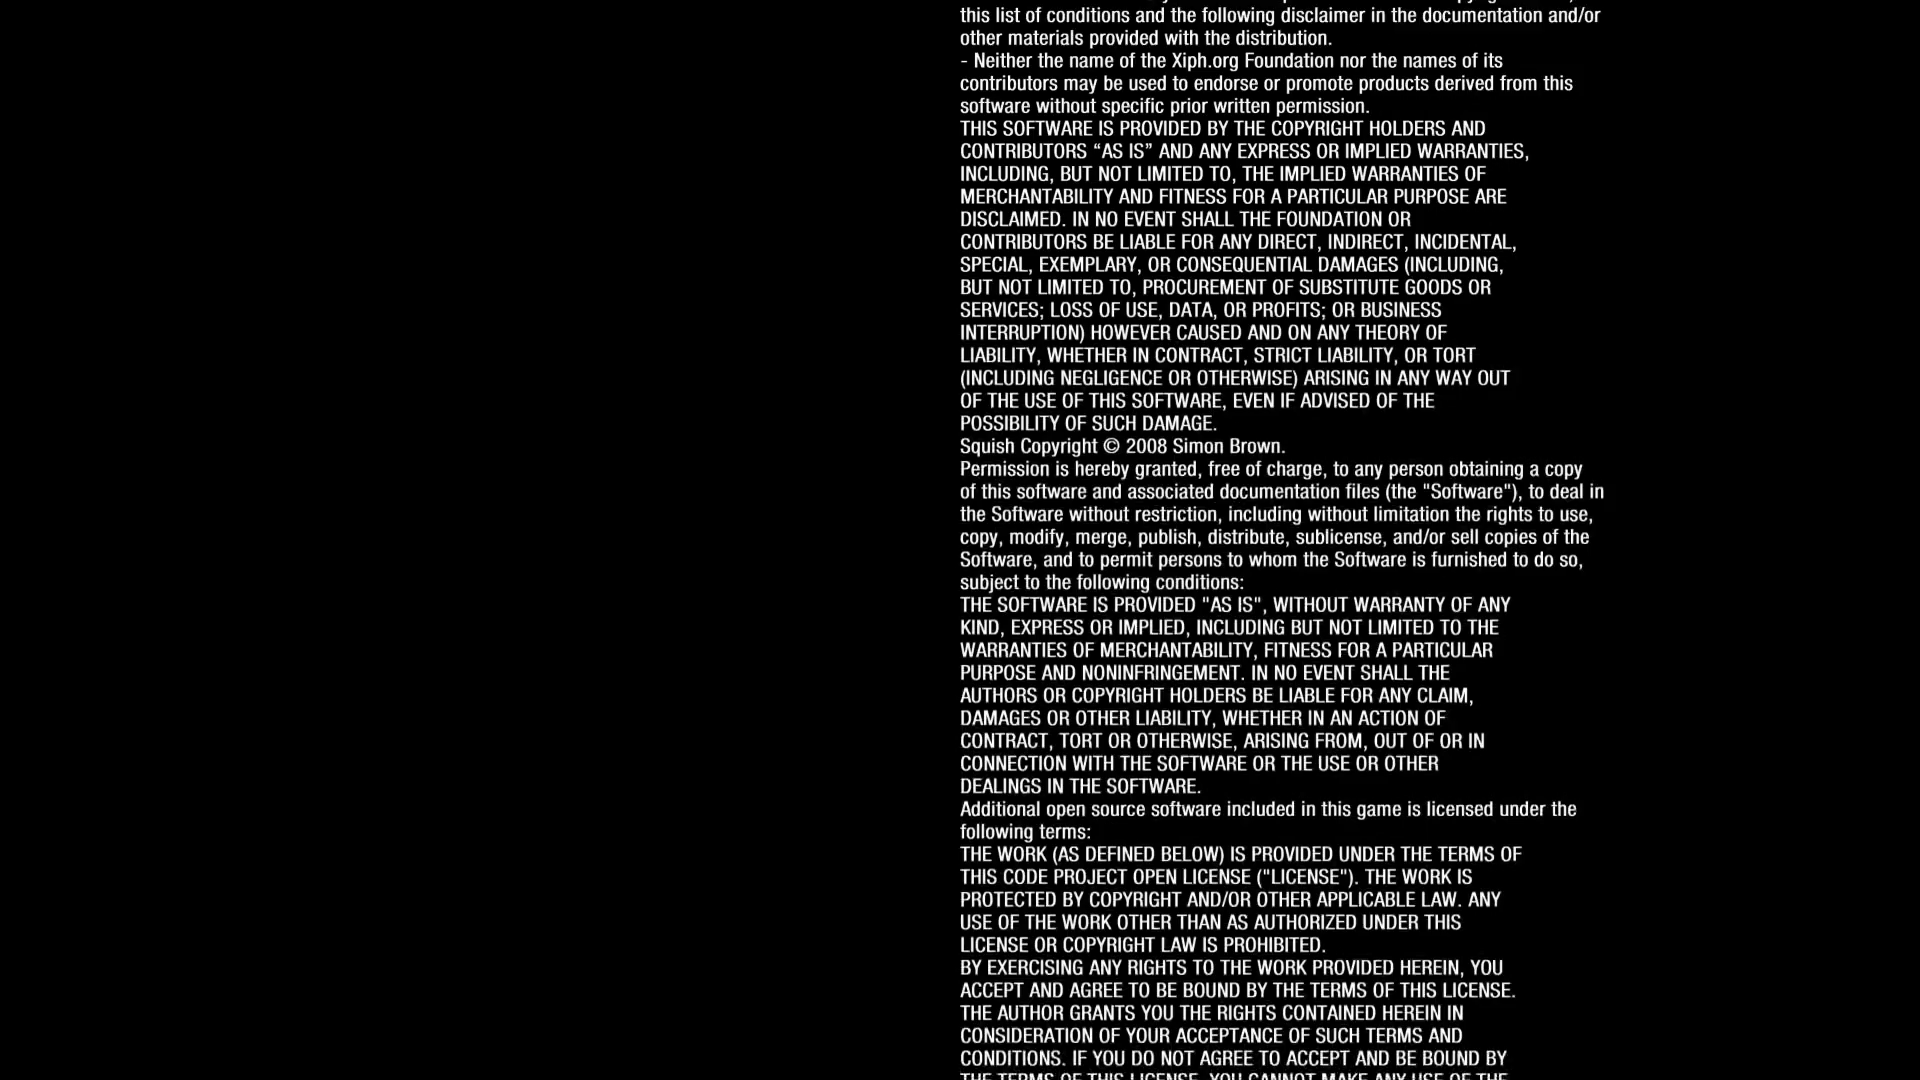 this list of conditions and the following disclaimer in the documentation and/or
other materials provided with the distribution.
- Neither the name of the Xiph.org Foundation nor the names of its
contributors may be used to endorse or promote products derived from this
software without specific prior written permission.
THIS SOFTWARE IS PROVIDED BY THE COPYRIGHT HOLDERS AND
CONTRIBUTORS “AS IS” AND ANY EXPRESS OR IMPLIED WARRANTIES,
INCLUDING, BUT NOT LIMITED TO, THE IMPLIED WARRANTIES OF
MERCHANTABILITY AND FITNESS FOR A PARTICULAR PURPOSE ARE
DISCLAIMED. IN NO EVENT SHALL THE FOUNDATION OR
CONTRIBUTORS BE LIABLE FOR ANY DIRECT, INDIRECT, INCIDENTAL,
SPECIAL, EXEMPLARY, OR CONSEQUENTIAL DAMAGES (INCLUDING,
BUT NOT LIMITED TO, PROCUREMENT OF SUBSTITUTE GOODS OR
SERVICES; LOSS OF USE, DATA, OR PROFITS; OR BUSINESS
INTERRUPTION) HOWEVER CAUSED AND ON ANY THEORY OF
LIABILITY, WHETHER IN CONTRACT, STRICT LIABILITY, OR TORT
(INCLUDING NEGLIGENCE OR OTHERWISE) ARISING IN ANY WAY OUT
OF THE USE OF THIS SOFTWARE, EVEN IF ADVISED OF THE
POSSIBILITY OF SUCH DAMAGE.
Squish Copyright © 2008 Simon Brown.
Permission is hereby granted, free of charge, to any person obtaining a copy
of this software and associated documentation files (the "Software"), to deal in
the Software without restriction, including without limitation the rights to use,
copy, modify, merge, publish, distribute, sublicense, and/or sell copies of the
Software, and to permit persons to whom the Software is furnished to do so,
subject to the following conditions:
THE SOFTWARE IS PROVIDED "AS IS", WITHOUT WARRANTY OF ANY
KIND, EXPRESS OR IMPLIED, INCLUDING BUT NOT LIMITED TO THE
WARRANTIES OF MERCHANTABILITY, FITNESS FOR A PARTICULAR
PURPOSE AND NONINFRINGEMENT. IN NO EVENT SHALL THE
AUTHORS OR COPYRIGHT HOLDERS BE LIABLE FOR ANY CLAIM,
DAMAGES OR OTHER LIABILITY, WHETHER IN AN ACTION OF
CONTRACT, TORT OR OTHERWISE, ARISING FROM, OUT OF OR IN
CONNECTION WITH THE SOFTWARE OR THE USE OR OTHER
DEALINGS IN THE SOFTWARE.
Additional open source software included in this game is licensed under the
following terms:
THE WORK (AS DEFINED BELOW) IS PROVIDED UNDER THE TERMS OF
THIS CODE PROJECT OPEN LICENSE ("LICENSE"). THE WORK IS
PROTECTED BY COPYRIGHT AND/OR OTHER APPLICABLE LAW. ANY
USE OF THE WORK OTHER THAN AS AUTHORIZED UNDER THIS
LICENSE OR COPYRIGHT LAW IS PROHIBITED.
BY EXERCISING ANY RIGHTS TO THE WORK PROVIDED HEREIN, YOU
ACCEPT AND AGREE TO BE BOUND BY THE TERMS OF THIS LICENSE.
THE AUTHOR GRANTS YOU THE RIGHTS CONTAINED HEREIN IN
CONSIDERATION OF YOUR ACCEPTANCE OF SUCH TERMS AND
CONDITIONS. IF YOU DO NOT AGREE TO ACCEPT AND BE BOUND BY
THE TERMS OF THIS LICENSE, YOU CANNOT MAKE ANY USE OF THE